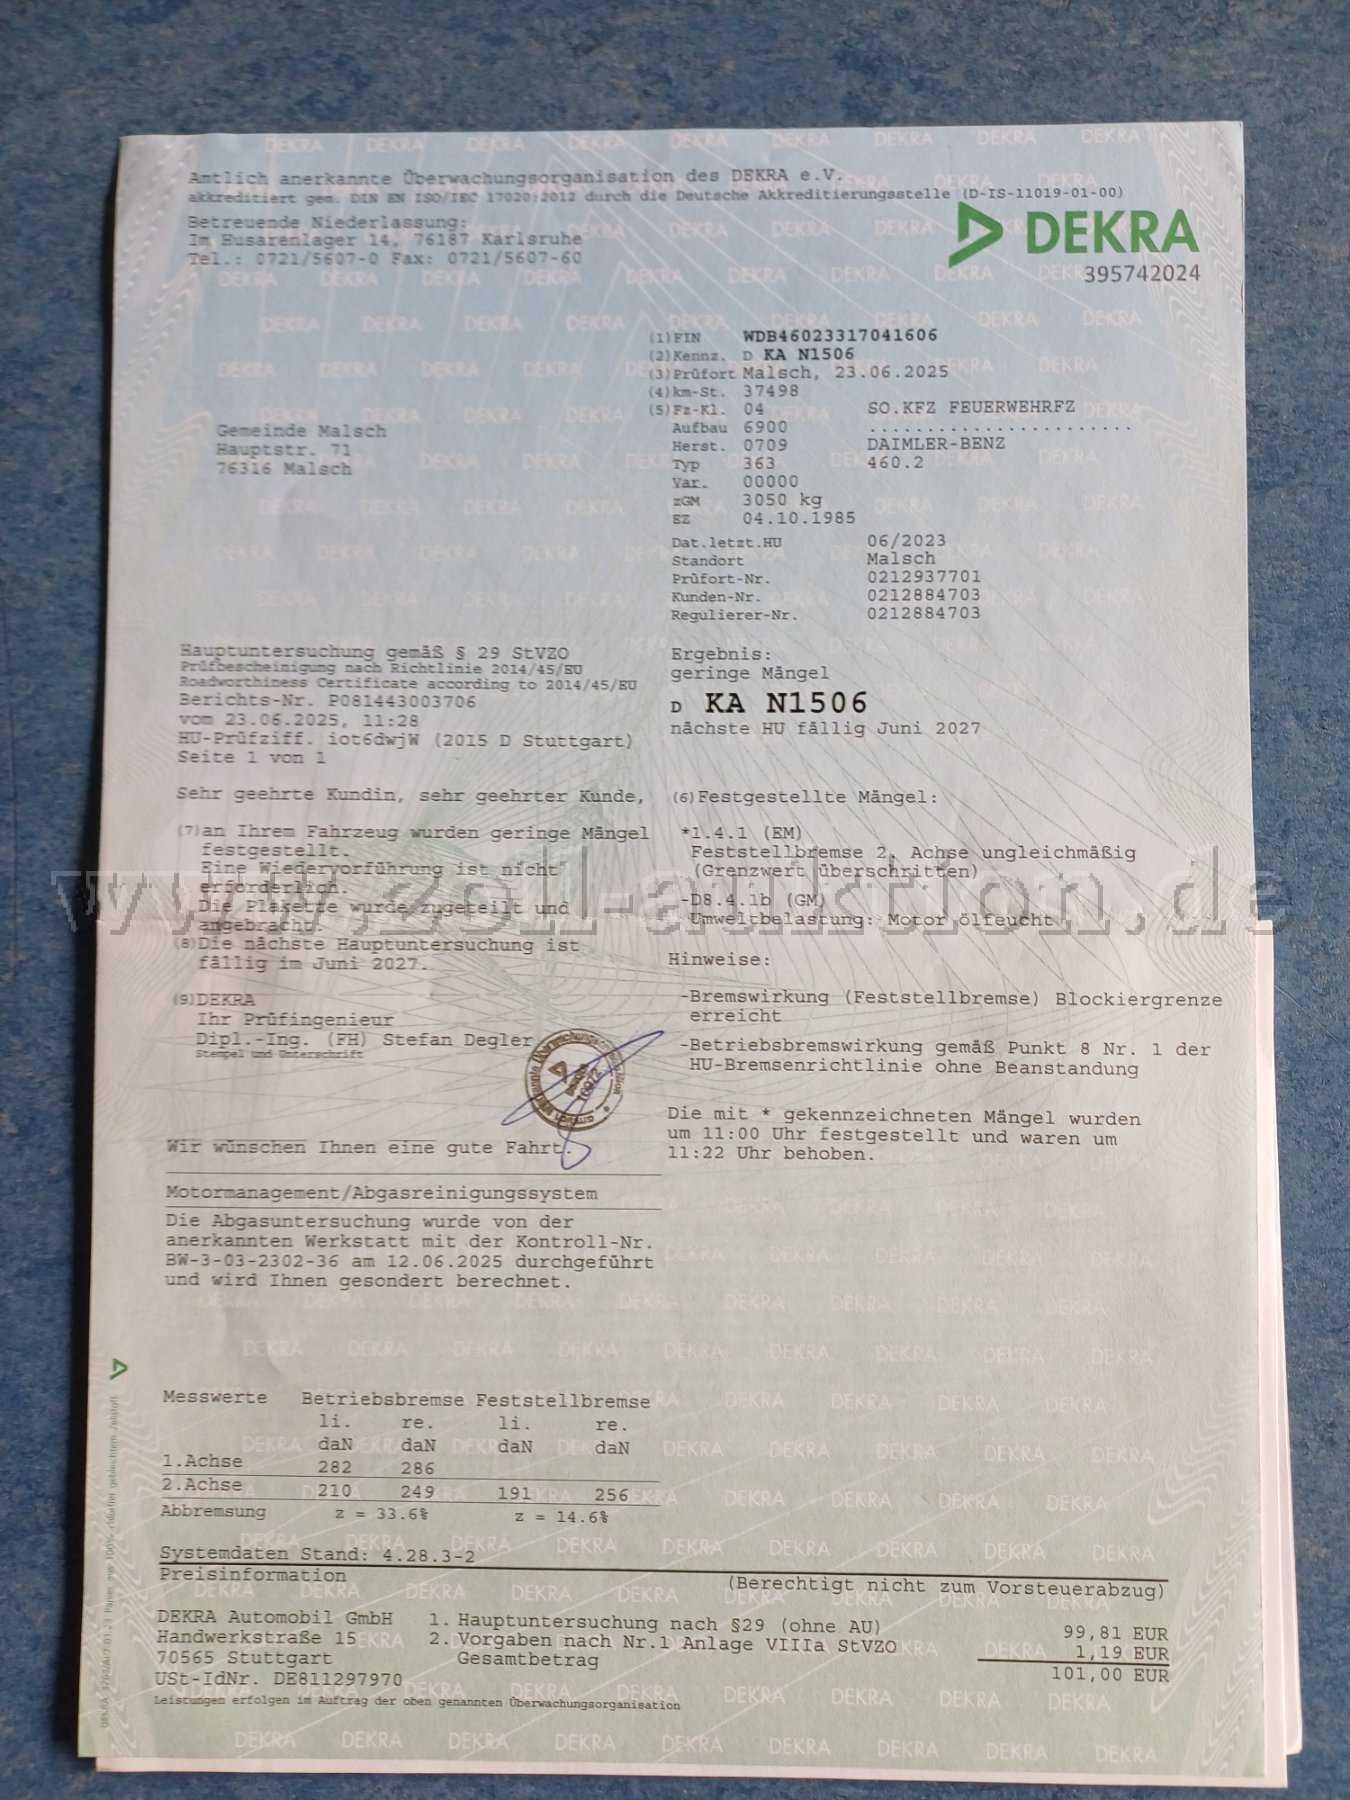 Amtlich anerkannte Überwachungsorganisation des DEKRA e.V.
akkreditiert gem. DIN EN ISO/IEC 17020:2012 durch die Deutsche Akkreditierungsstelle (D-IS-11019-01-00)
Betreuende Niederlassung:
Im Husarenlager 14, 76187 Karlsruhe
Tel.: 0721/5607-0 Fax: 0721/5607-60
DEKRA
395742024
(1) FIN WDB46023317041606
(2) Kennz. D KA N1506
(3) Prüfort Malsch, 23.06.2025
(4) km-St. 37498
(5) Fz-Kl. 04 SO.KFZ FEUERWEHRFZ
Aufbau 6900 .......................
Herst. 0709 DAIMLER-BENZ
Typ 363 460.2
Var. 00000
zGM 3050 kg
EZ 04.10.1985
Gemeinde Malsch
Hauptstr. 71
76316 Malsch
Dat.letzt.HU 06/2023
Standort Malsch
Prüfort-Nr. 0212937701
Kunden-Nr. 0212884703
Regulierer-Nr. 0212884703
Hauptuntersuchung gemäß § 29 StVZO
Prüfbescheinigung nach Richtlinie 2014/45/EU
Roadworthiness Certificate according to 2014/45/EU
Berichts-Nr. P081443003706
vom 23.06.2025, 11:28
HU-Prüfziff. iot6dwjW (2015 D Stuttgart)
Seite 1 von 1
Ergebnis:
geringe Mängel
D KA N1506
nächste HU fällig Juni 2027
Sehr geehrte Kundin, sehr geehrter Kunde,
(7) an Ihrem Fahrzeug wurden geringe Mängel
festgestellt.
Eine Wiedervorführung ist nicht
erforderlich.
Die Plakette wurde zugeteilt und
angebracht.
(8) Die nächste Hauptuntersuchung ist
fällig im Juni 2027.
(9) DEKRA
Ihr Prüfingenieur
Dipl.-Ing. (FH) Stefan Degler
Stempel und Unterschrift
Wir wünschen Ihnen eine gute Fahrt.
(6) Festgestellte Mängel:
*1.4.1 (EM)
Feststellbremse 2. Achse ungleichmäßig
(Grenzwert überschritten)
-D8.4.1b (GM)
Umweltbelastung: Motor ölfeucht
www.zoll-auktion.de
Hinweise:
-Bremswirkung (Feststellbremse) Blockiergrenze
erreicht
-Betriebsbremswirkung gemäß Punkt 8 Nr. 1 der
HU-Bremsenrichtlinie ohne Beanstandung
Die mit * gekennzeichneten Mängel wurden
um 11:00 Uhr festgestellt und waren um
11:22 Uhr behoben.
Motormanagement/Abgasreinigungssystem
Die Abgasuntersuchung wurde von der
anerkannten Werkstatt mit der Kontroll-Nr.
BW-3-03-2302-36 am 12.06.2025 durchgeführt
und wird Ihnen gesondert berechnet.
Messwerte Betriebsbremse Feststellbremse
li. re. li. re.
daN daN daN daN
1.Achse 282 286
2.Achse 210 249 191 256
Abbremsung z = 33.6% z = 14.6%
Systemdaten Stand: 4.28.3-2
Preisinformation (Berechtigt nicht zum Vorsteuerabzug)
DEKRA Automobil GmbH 1. Hauptuntersuchung nach §29 (ohne AU) 99,81 EUR
Handwerkstraße 15 2. Vorgaben nach Nr.1 Anlage VIIIa StVZO 1,19 EUR
70565 Stuttgart Gesamtbetrag 101,00 EUR
USt-IdNr. DE811297970
Leistungen erfolgen im Auftrag der oben genannten Überwachungsorganisation